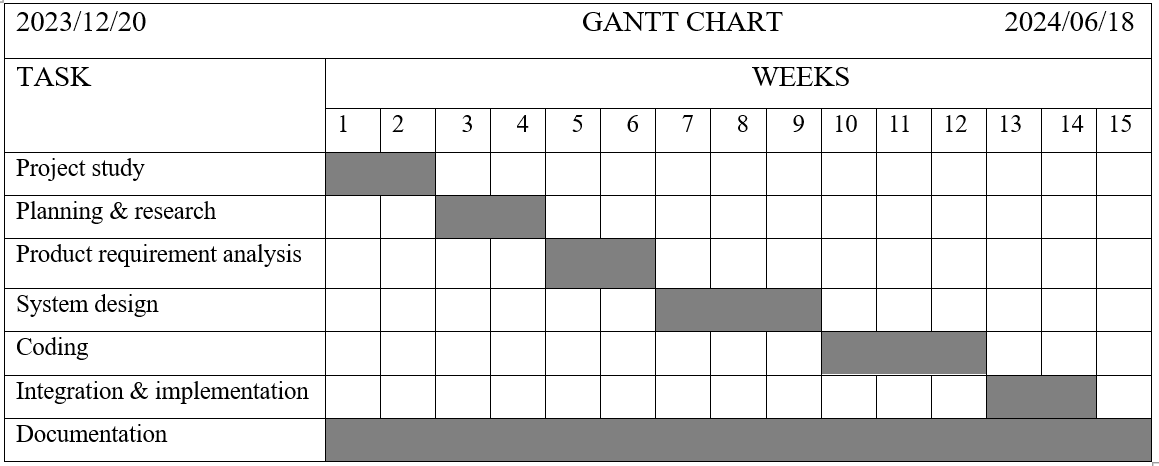 2023/12/20 GANTT CHART 2024/06/18
TASK WEEKS
1 2 3 4 5 6 7 8 9 10 11 12 13 14 15
Project study
Planning & research
Product requirement analysis
System design
Coding
Integration & implementation
Documentation